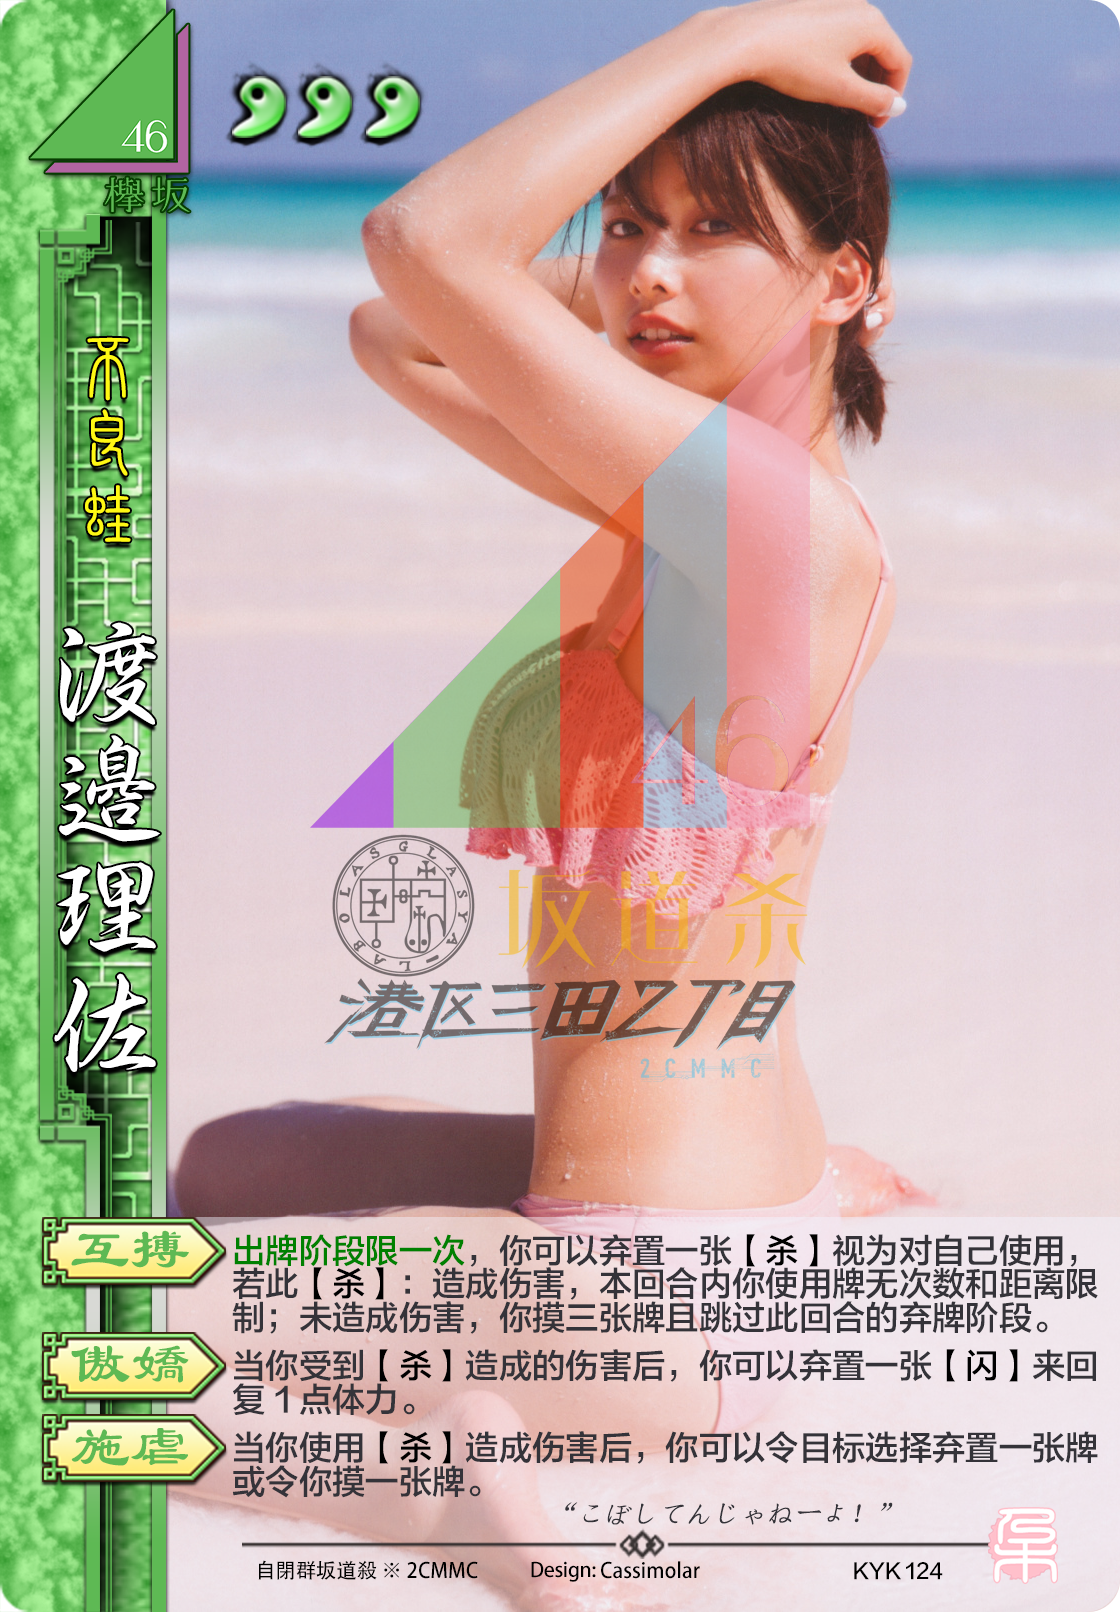 46
欅坂
不良蛙
渡邉理佐
46
GLASYA-LABOLAS
坂道杀
港区三田2丁目
2CMMC
互搏
出牌阶段限一次，你可以弃置一张【杀】视为对自己使用，
若此【杀】：造成伤害，本回合内你使用牌无次数和距离限
制；未造成伤害，你摸三张牌且跳过此回合的弃牌阶段。
傲嬌
当你受到【杀】造成的伤害后，你可以弃置一张【闪】来回
复1点体力。
施虐
当你使用【杀】造成伤害后，你可以令目标选择弃置一张牌
或令你摸一张牌。
“こぼしてんじゃねーよ！”
自閉群坂道殺 ※ 2CMMC Design: Cassimolar KYK 124